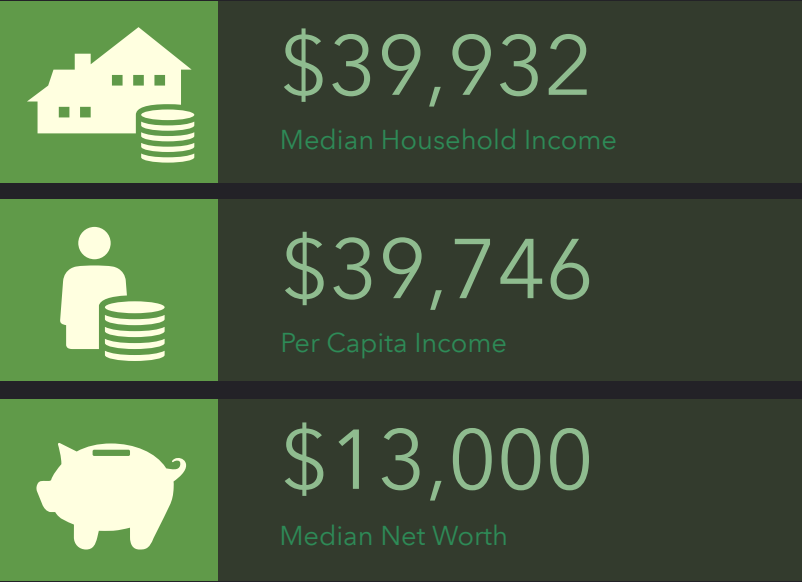 $39,932
Median Household Income
$39,746
Per Capita Income
$13,000
Median Net Worth